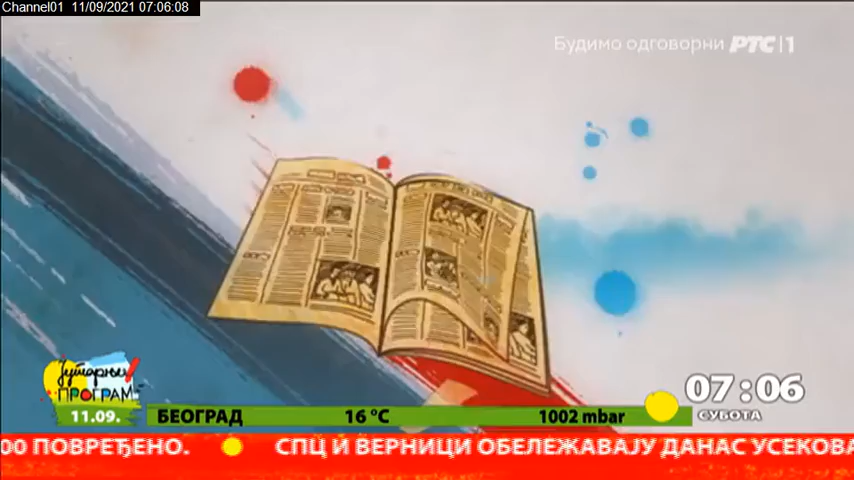 Channel01 11/09/2021 07:06:08
Будимо одговорни РТС|1
Јутарњи
ПРОГРАМ
11.09.
БЕОГРАД 16 °C 1002 mbar
07:06
СУБОТА
00 ПОВРЕЂЕНО. СПЦ И ВЕРНИЦИ ОБЕЛЕЖАВАЈУ ДАНАС УСЕКОВА